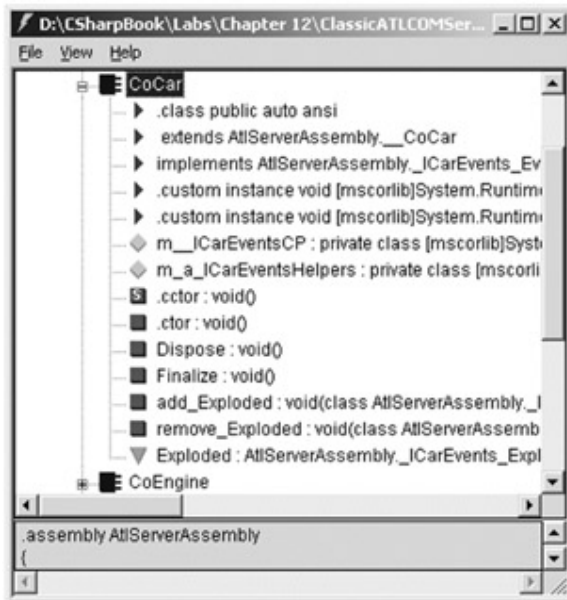 D:\CSharpBook\Labs\Chapter 12\ClassicATLCOMSer...
File View Help
CoCar
.class public auto ansi
extends AtlServerAssembly.__CoCar
implements AtlServerAssembly._ICarEvents_Ev
.custom instance void [mscorlib]System.Runtime
.custom instance void [mscorlib]System.Runtime
m__ICarEventsCP : private class [mscorlib]Syst
m_a_ICarEventsHelpers : private class [mscorli
S .cctor : void()
.ctor : void()
Dispose : void()
Finalize : void()
add_Exploded : void(class AtlServerAssembly._I
remove_Exploded : void(class AtlServerAssemb
Exploded : AtlServerAssembly._ICarEvents_Expl
CoEngine
.assembly AtlServerAssembly
{